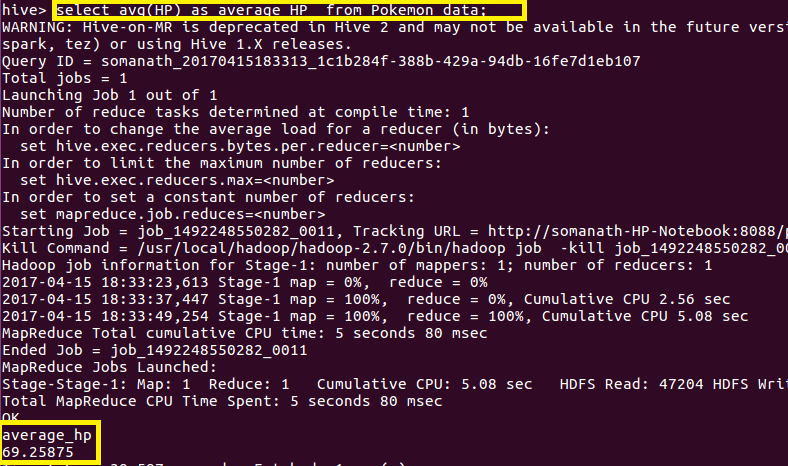 hive> select avg(HP) as average_HP from Pokemon_data;
WARNING: Hive-on-MR is deprecated in Hive 2 and may not be available in the future versi
spark, tez) or using Hive 1.X releases.
Query ID = somanath_20170415183313_1c1b284f-388b-429a-94db-16fe7d1eb107
Total jobs = 1
Launching Job 1 out of 1
Number of reduce tasks determined at compile time: 1
In order to change the average load for a reducer (in bytes):
set hive.exec.reducers.bytes.per.reducer=<number>
In order to limit the maximum number of reducers:
set hive.exec.reducers.max=<number>
In order to set a constant number of reducers:
set mapreduce.job.reduces=<number>
Starting Job = job_1492248550282_0011, Tracking URL = http://somanath-HP-Notebook:8088/p
Kill Command = /usr/local/hadoop/hadoop-2.7.0/bin/hadoop job -kill job_1492248550282_00
Hadoop job information for Stage-1: number of mappers: 1; number of reducers: 1
2017-04-15 18:33:23,613 Stage-1 map = 0%, reduce = 0%
2017-04-15 18:33:37,447 Stage-1 map = 100%, reduce = 0%, Cumulative CPU 2.56 sec
2017-04-15 18:33:49,254 Stage-1 map = 100%, reduce = 100%, Cumulative CPU 5.08 sec
MapReduce Total cumulative CPU time: 5 seconds 80 msec
Ended Job = job_1492248550282_0011
MapReduce Jobs Launched:
Stage-Stage-1: Map: 1 Reduce: 1 Cumulative CPU: 5.08 sec HDFS Read: 47204 HDFS Writ
Total MapReduce CPU Time Spent: 5 seconds 80 msec
OK
average_hp
69.25875